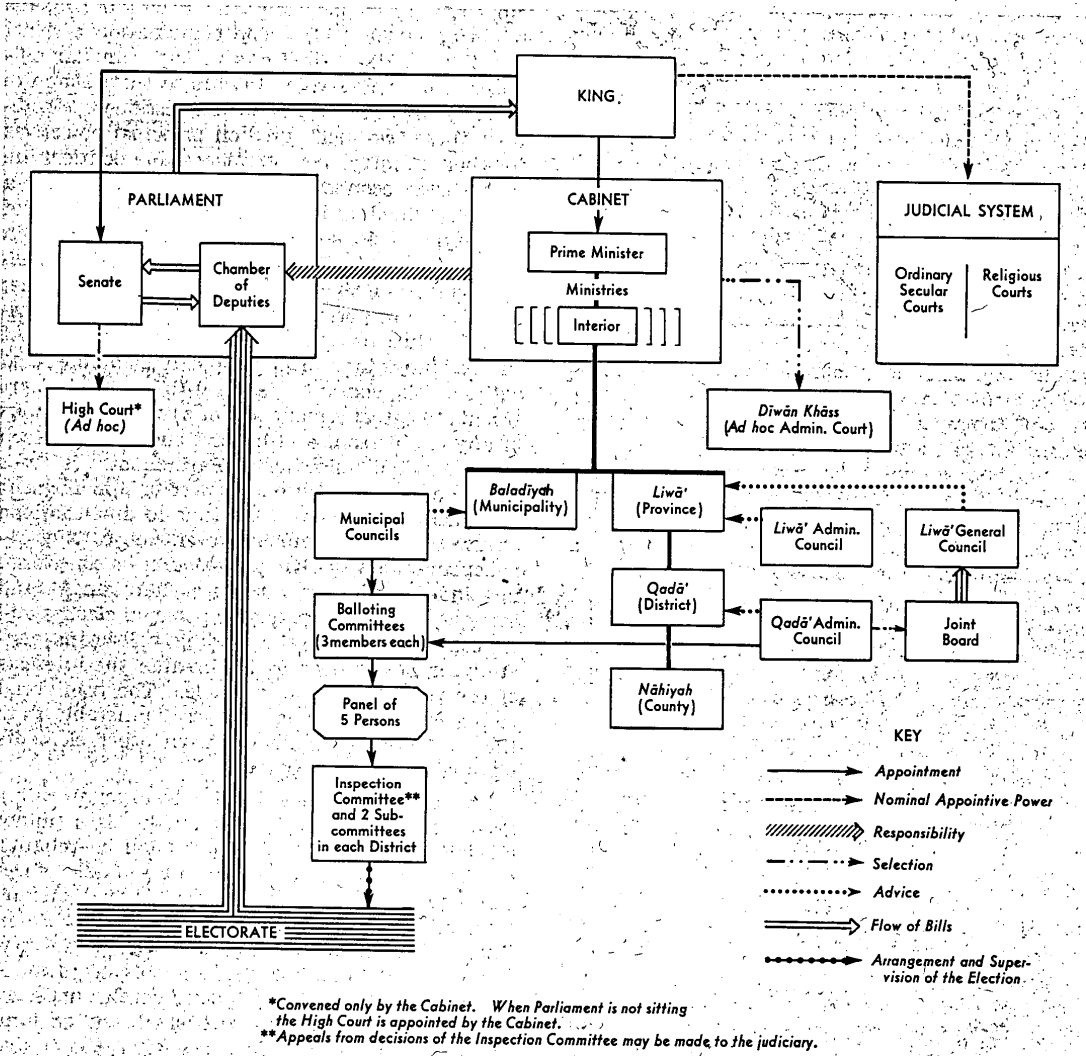 KING
PARLIAMENT
Senate
Chamber
of
Deputies
High Court*
(Ad hoc)
CABINET
Prime Minister
Ministries
Interior
JUDICIAL SYSTEM
Ordinary
Secular
Courts
Religious
Courts
Dīwān Khāss
(Ad hoc Admin. Court)
Baladīyah
(Municipality)
Liwā'
(Province)
Municipal
Councils
Liwā' Admin.
Council
Liwā' General
Council
Qadā'
(District)
Balloting
Committees
(3members each)
Qadā' Admin.
Council
Joint
Board
Nāhiyah
(County)
Panel of
5 Persons
Inspection
Committee**
and 2 Sub-
committees
in each District
ELECTORATE
KEY
Appointment
Nominal Appointive Power
Responsibility
Selection
Advice
Flow of Bills
Arrangement and Super-
vision of the Election
*Convened only by the Cabinet. When Parliament is not sitting
the High Court is appointed by the Cabinet.
**Appeals from decisions of the Inspection Committee may be made to the judiciary.